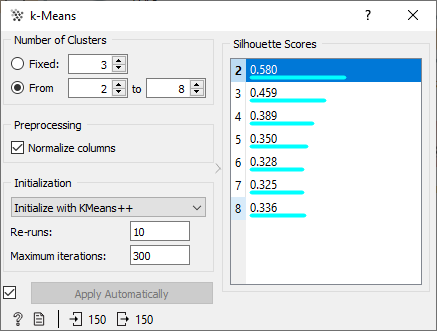 k-Means
?
Number of Clusters
Fixed: 3
From 2 to 8
Preprocessing
Normalize columns
Initialization
Initialize with KMeans++
Re-runs: 10
Maximum iterations: 300
Apply Automatically
? 150 150
Silhouette Scores
2 0.580
3 0.459
4 0.389
5 0.350
6 0.328
7 0.325
8 0.336